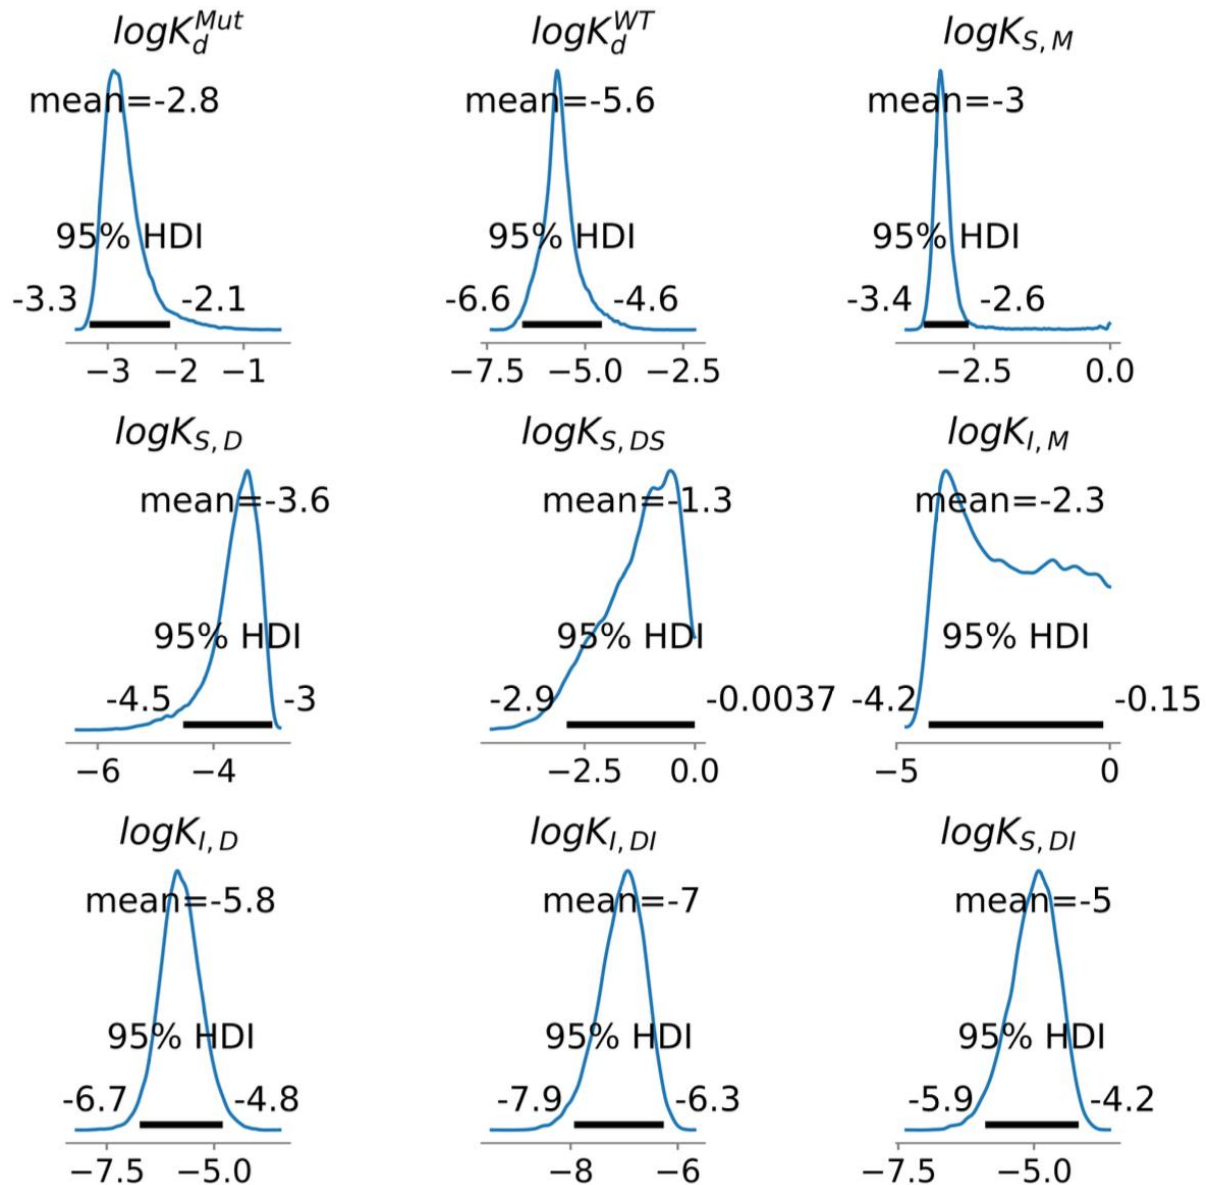 logK_d^Mut
mean=-2.8
95% HDI
-3.3 -2.1
−3 −2 −1
logK_d^WT
mean=-5.6
95% HDI
-6.6 -4.6
−7.5 −5.0 −2.5
logK_S,M
mean=-3
95% HDI
-3.4 -2.6
−2.5 0.0
logK_S,D
mean=-3.6
95% HDI
-4.5 -3
−6 −4
logK_S,DS
mean=-1.3
95% HDI
-2.9 -0.0037
−2.5 0.0
logK_I,M
mean=-2.3
95% HDI
-4.2 -0.15
−5 0
logK_I,D
mean=-5.8
95% HDI
-6.7 -4.8
−7.5 −5.0
logK_I,DI
mean=-7
95% HDI
-7.9 -6.3
−8 −6
logK_S,DI
mean=-5
95% HDI
-5.9 -4.2
−7.5 −5.0